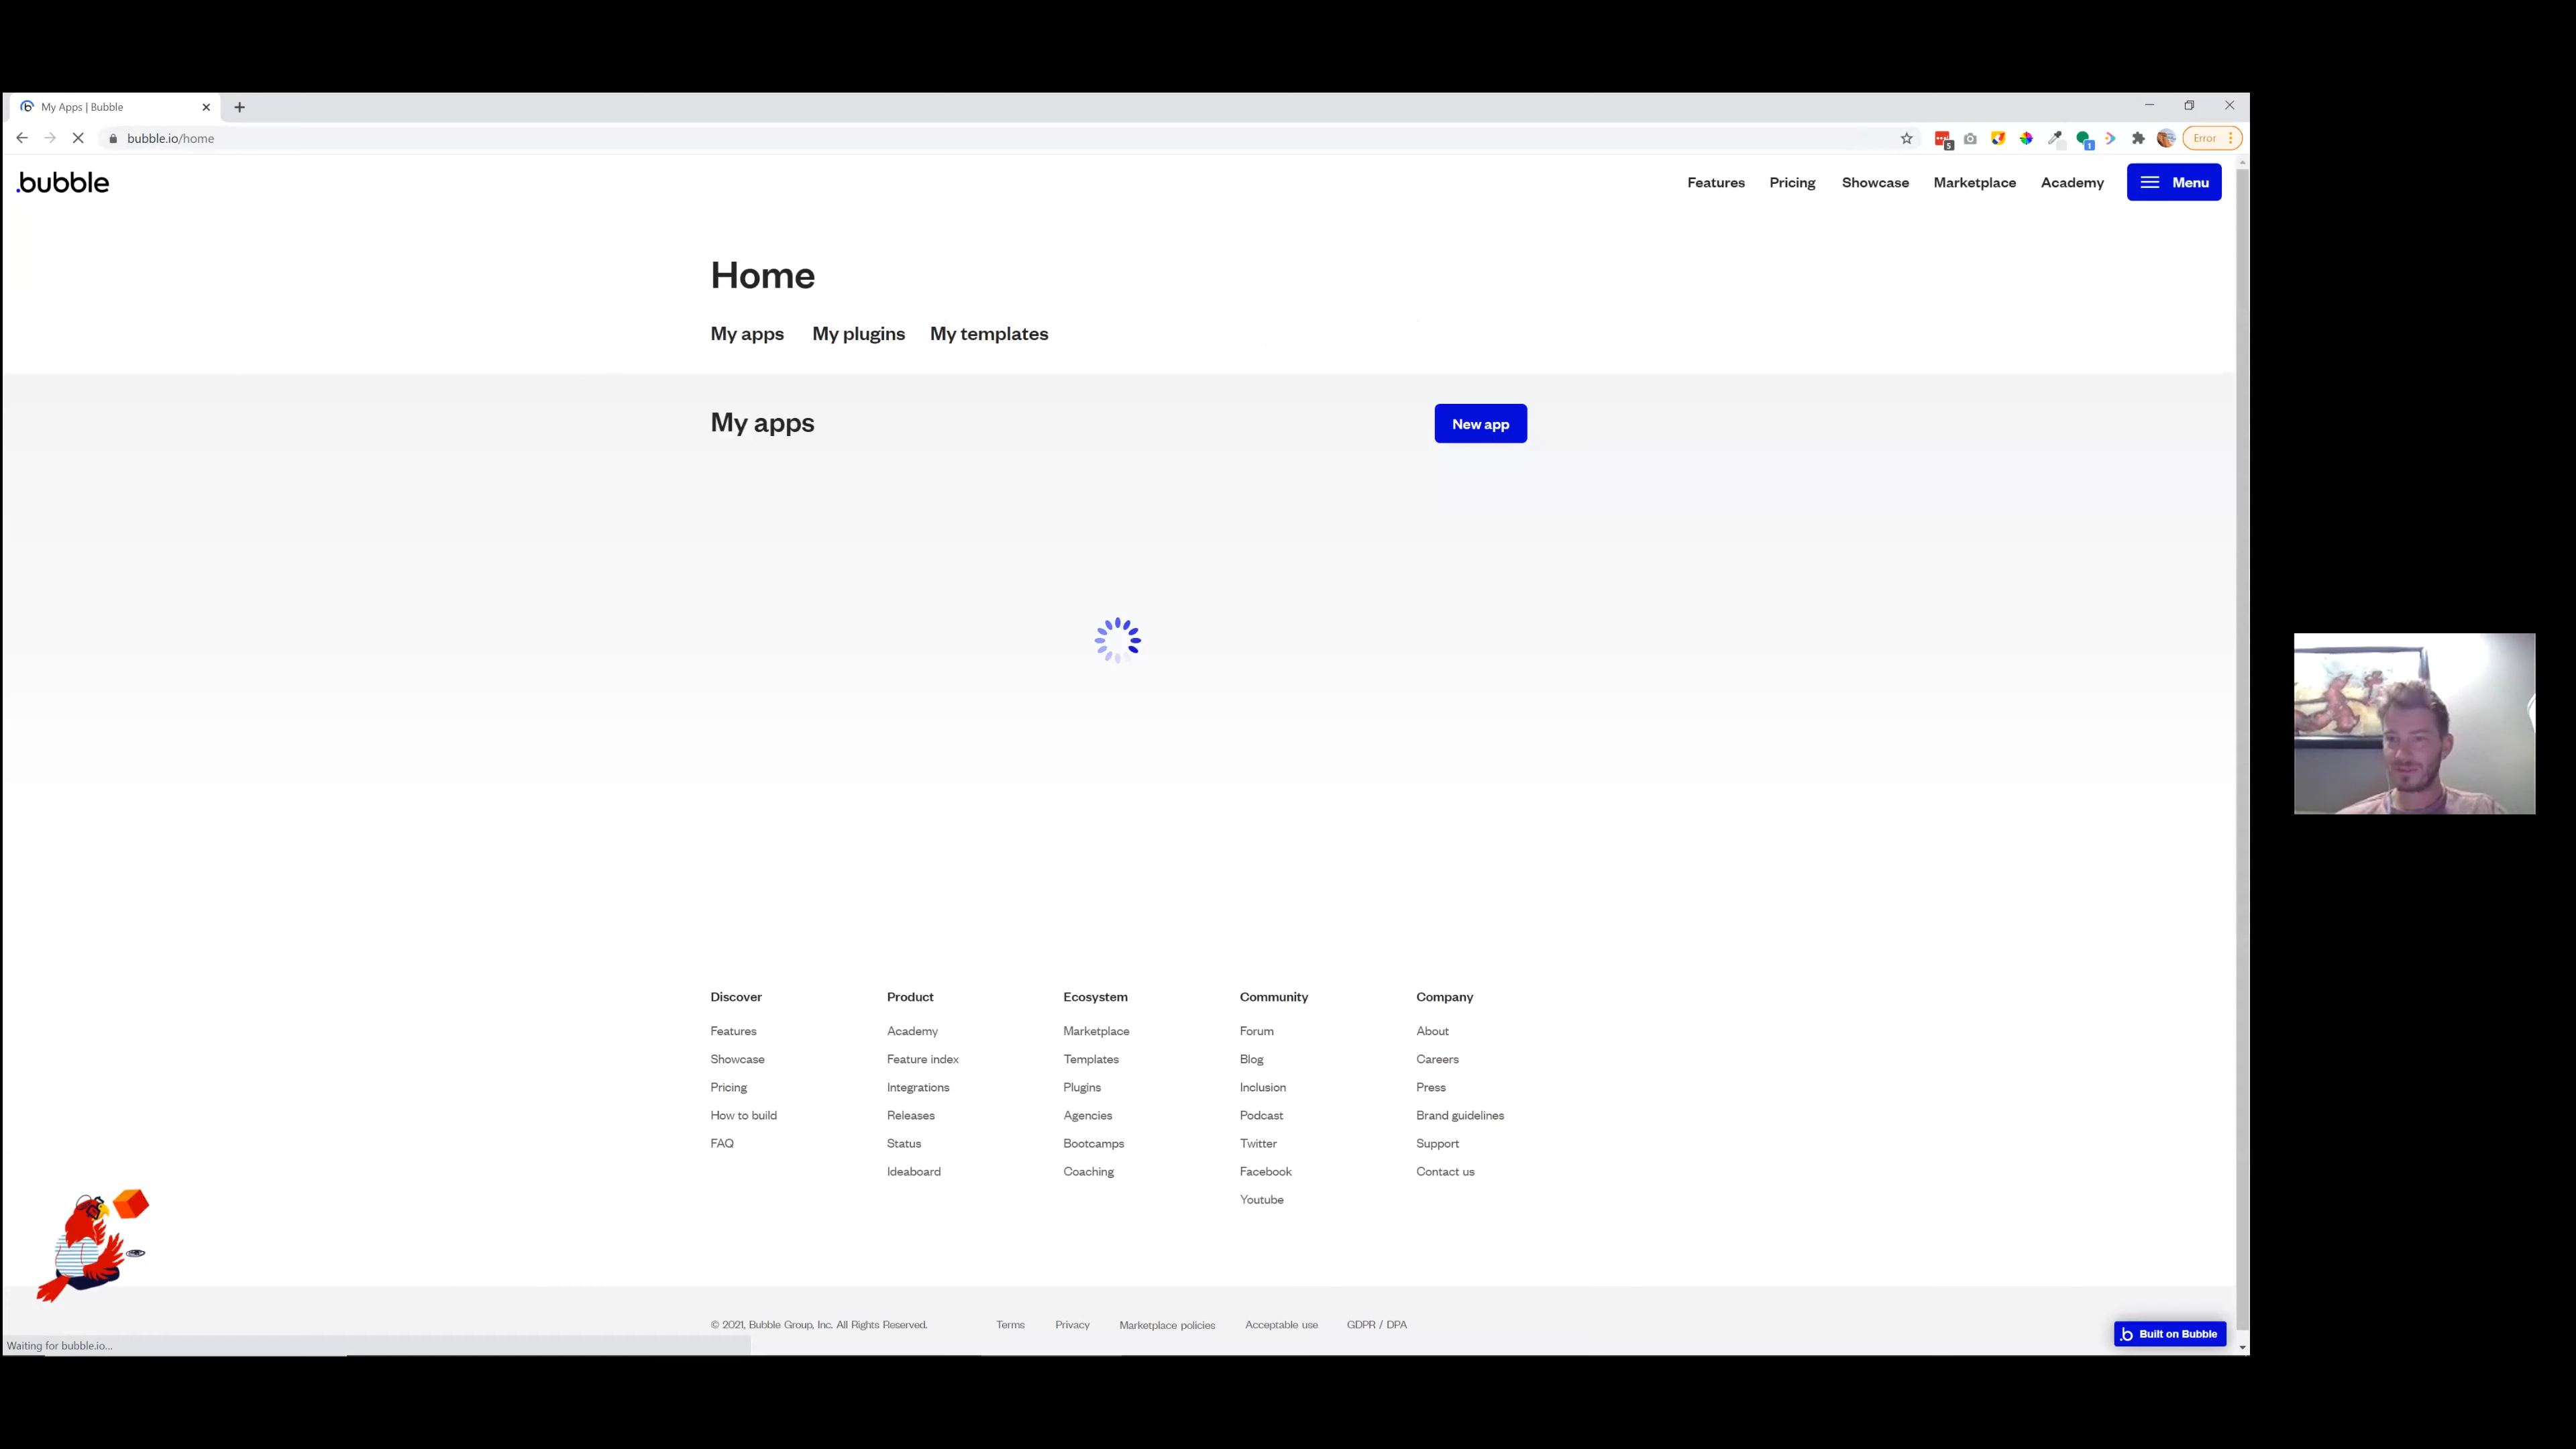 My Apps | Bubble
bubble.io/home
5
1
Error
.bubble
Features Pricing Showcase Marketplace Academy Menu
Home
My apps My plugins My templates
My apps
New app
Discover Product Ecosystem Community Company
Features Academy Marketplace Forum About
Showcase Feature index Templates Blog Careers
Pricing Integrations Plugins Inclusion Press
How to build Releases Agencies Podcast Brand guidelines
FAQ Status Bootcamps Twitter Support
Ideaboard Coaching Facebook Contact us
Youtube
© 2021, Bubble Group, Inc. All Rights Reserved. Terms Privacy Marketplace policies Acceptable use GDPR / DPA
.b Built on Bubble
Waiting for bubble.io...